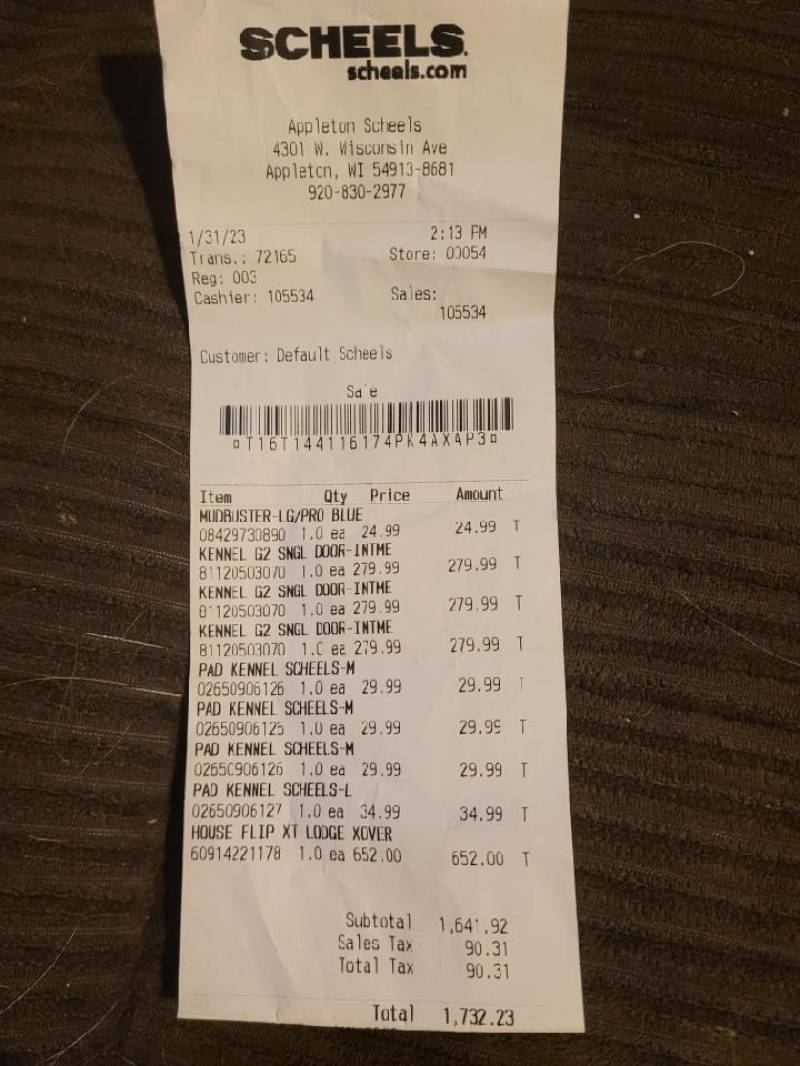 SCHEELS.
scheels.com
Appleton Scheels
4301 W. Wisconsin Ave
Appleton, WI 54913-8681
920-830-2977
1/31/23 2:13 PM
Trans.: 72165 Store: 00054
Reg: 003
Cashier: 105534 Sales:
105534
Customer: Default Scheels
Sale
¤T16T144116174PK4AXAP3¤
Item Qty Price Amount
MUDBUSTER-LG/PRO BLUE
08429730890 1.0 ea 24.99 24.99 T
KENNEL G2 SNGL DOOR-INTME
81120503070 1.0 ea 279.99 279.99 T
KENNEL G2 SNGL DOOR-INTME
81120503070 1.0 ea 279.99 279.99 T
KENNEL G2 SNGL DOOR-INTME
81120503070 1.0 ea 279.99 279.99 T
PAD KENNEL SCHEELS-M
02650906126 1.0 ea 29.99 29.99 T
PAD KENNEL SCHEELS-M
02650906126 1.0 ea 29.99 29.99 T
PAD KENNEL SCHEELS-M
02650906126 1.0 ea 29.99 29.99 T
PAD KENNEL SCHEELS-L
02650906127 1.0 ea 34.99 34.99 T
HOUSE FLIP XT LODGE XOVER
60914221178 1.0 ea 652.00 652.00 T
Subtotal 1,641.92
Sales Tax 90.31
Total Tax 90.31
Total 1,732.23